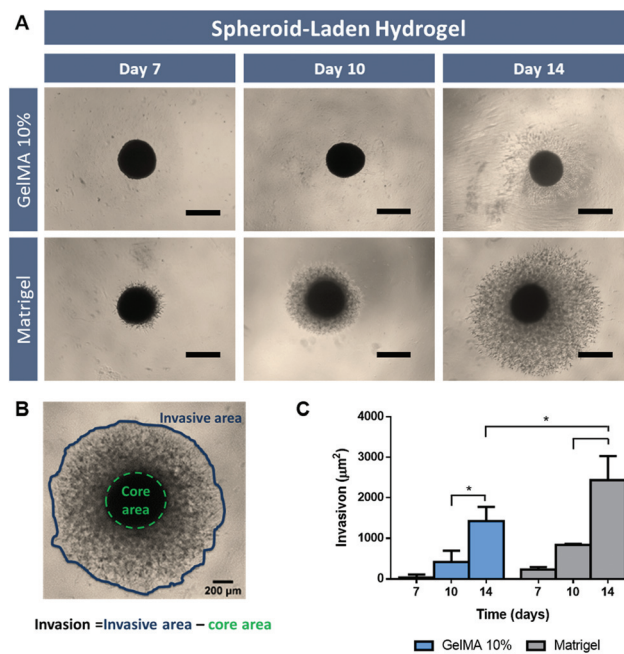 A
Spheroid-Laden Hydrogel
Day 7
Day 10
Day 14
GelMA 10%
Matrigel
B
Invasive area
Core
area
200 μm
Invasion =Invasive area – core area
C
Invasivon (μm²)
4000
3000
2000
1000
0
*
*
*
7
10
14
7
10
14
Time (days)
GelMA 10%
Matrigel